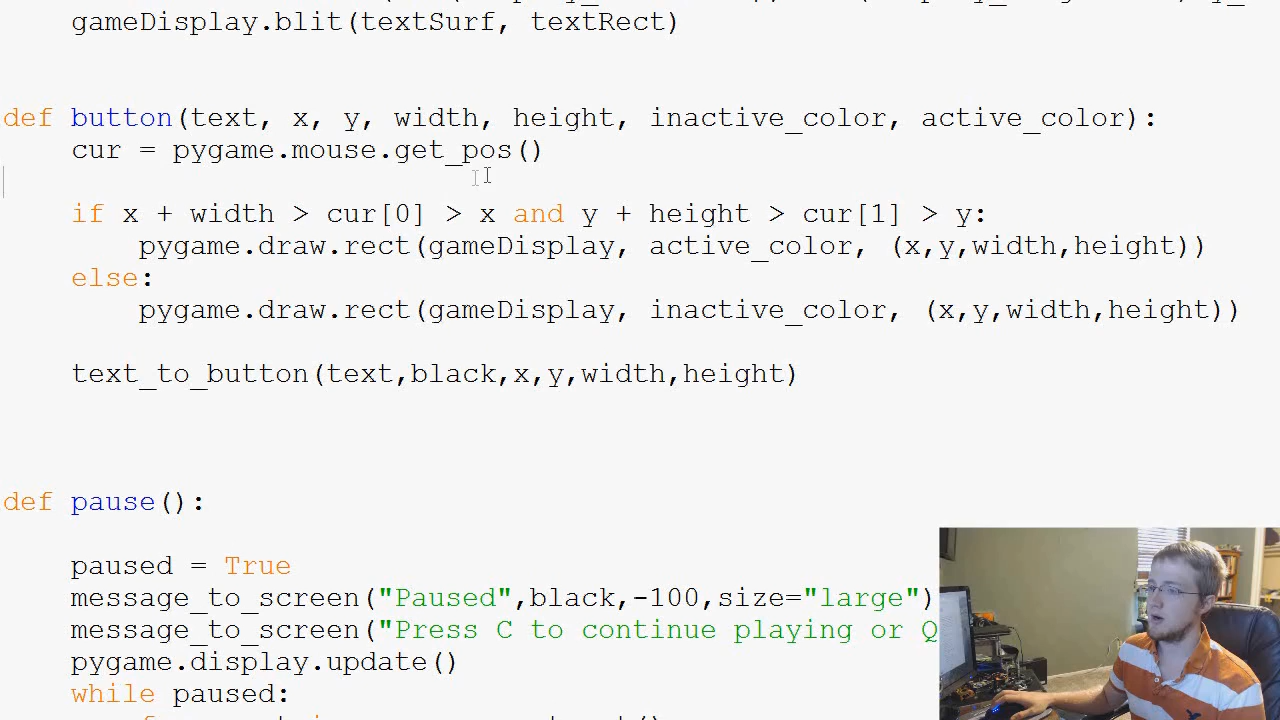 gameDisplay.blit(textSurf, textRect)
def button(text, x, y, width, height, inactive_color, active_color):
cur = pygame.mouse.get_pos()
if x + width > cur[0] > x and y + height > cur[1] > y:
pygame.draw.rect(gameDisplay, active_color, (x,y,width,height))
else:
pygame.draw.rect(gameDisplay, inactive_color, (x,y,width,height))
text_to_button(text,black,x,y,width,height)
def pause():
paused = True
message_to_screen("Paused",black,-100,size="large")
message_to_screen("Press C to continue playing or Q
pygame.display.update()
while paused: